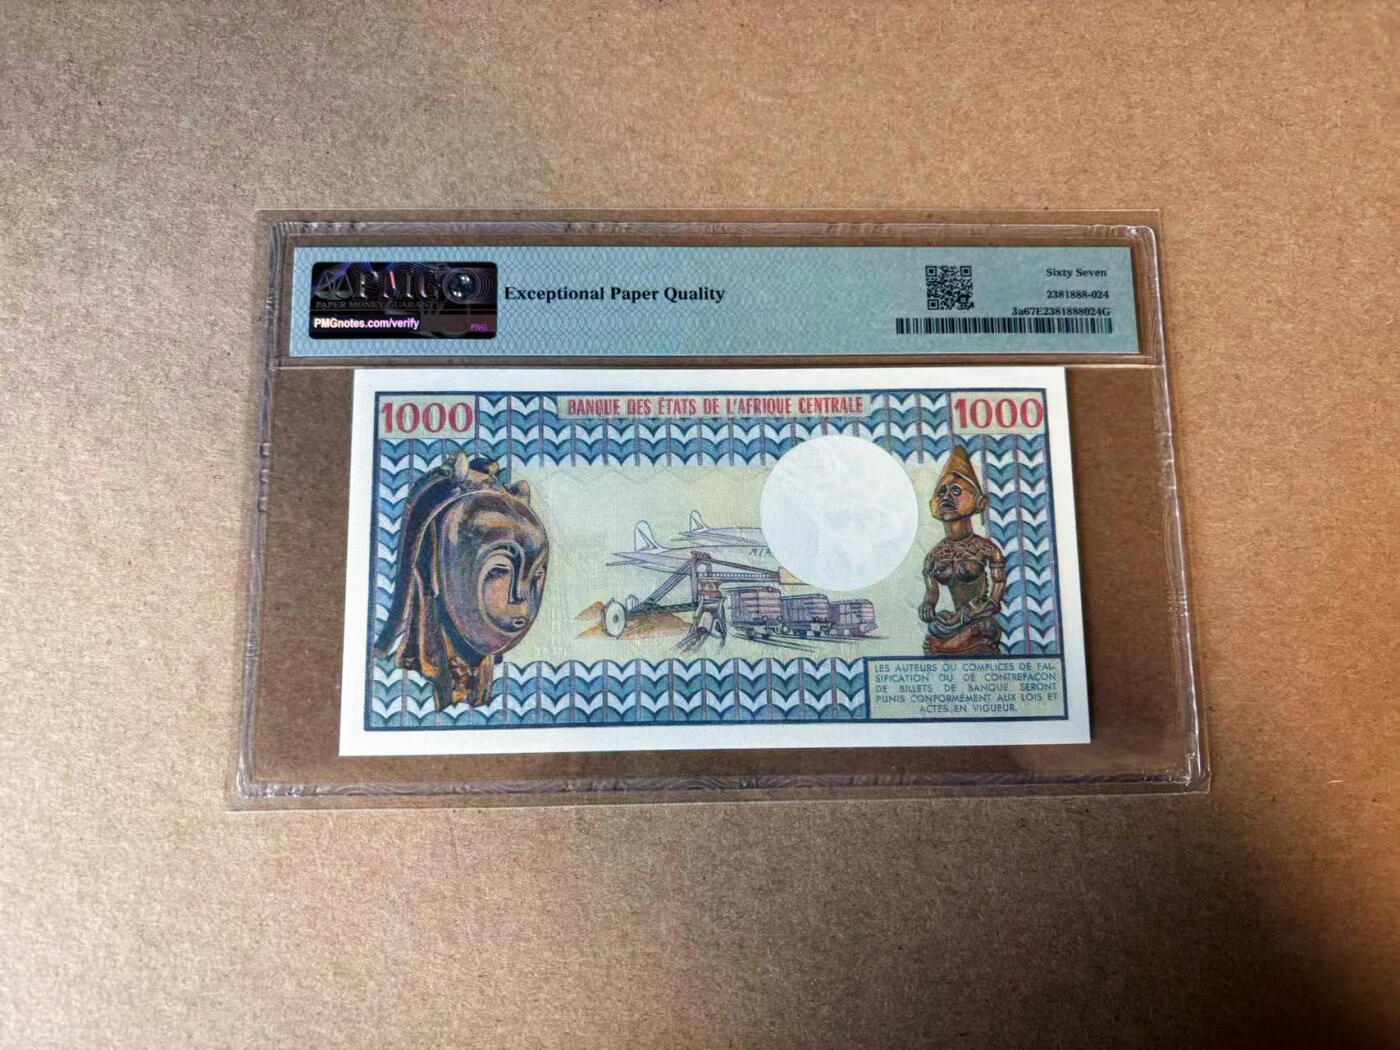 PMG
PAPER MONEY GUARANTY
PMGnotes.com/verify
PNG
Exceptional Paper Quality
Sixty Seven
2381888-024
3a67E2381888024G
1000
BANQUE DES ÉTATS DE L'AFRIQUE CENTRALE
1000
AIR
LES AUTEURS OU COMPLICES DE FAL-
SIFICATION OU DE CONTREFAÇON
DE BILLETS DE BANQUE SERONT
PUNIS CONFORMÉMENT AUX LOIS ET
ACTES EN VIGUEUR.